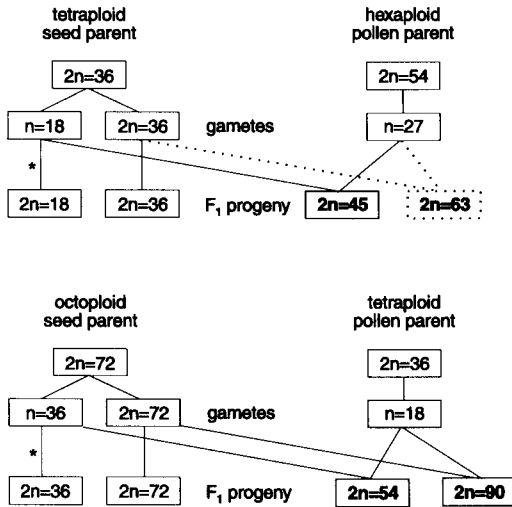 tetraploid
seed parent
hexaploid
pollen parent
2n=36
2n=54
n=18
2n=36
gametes
n=27
*
2n=18
2n=36
F₁ progeny
2n=45
2n=63
octoploid
seed parent
tetraploid
pollen parent
2n=72
2n=36
n=36
2n=72
gametes
n=18
*
2n=36
2n=72
F₁ progeny
2n=54
2n=90